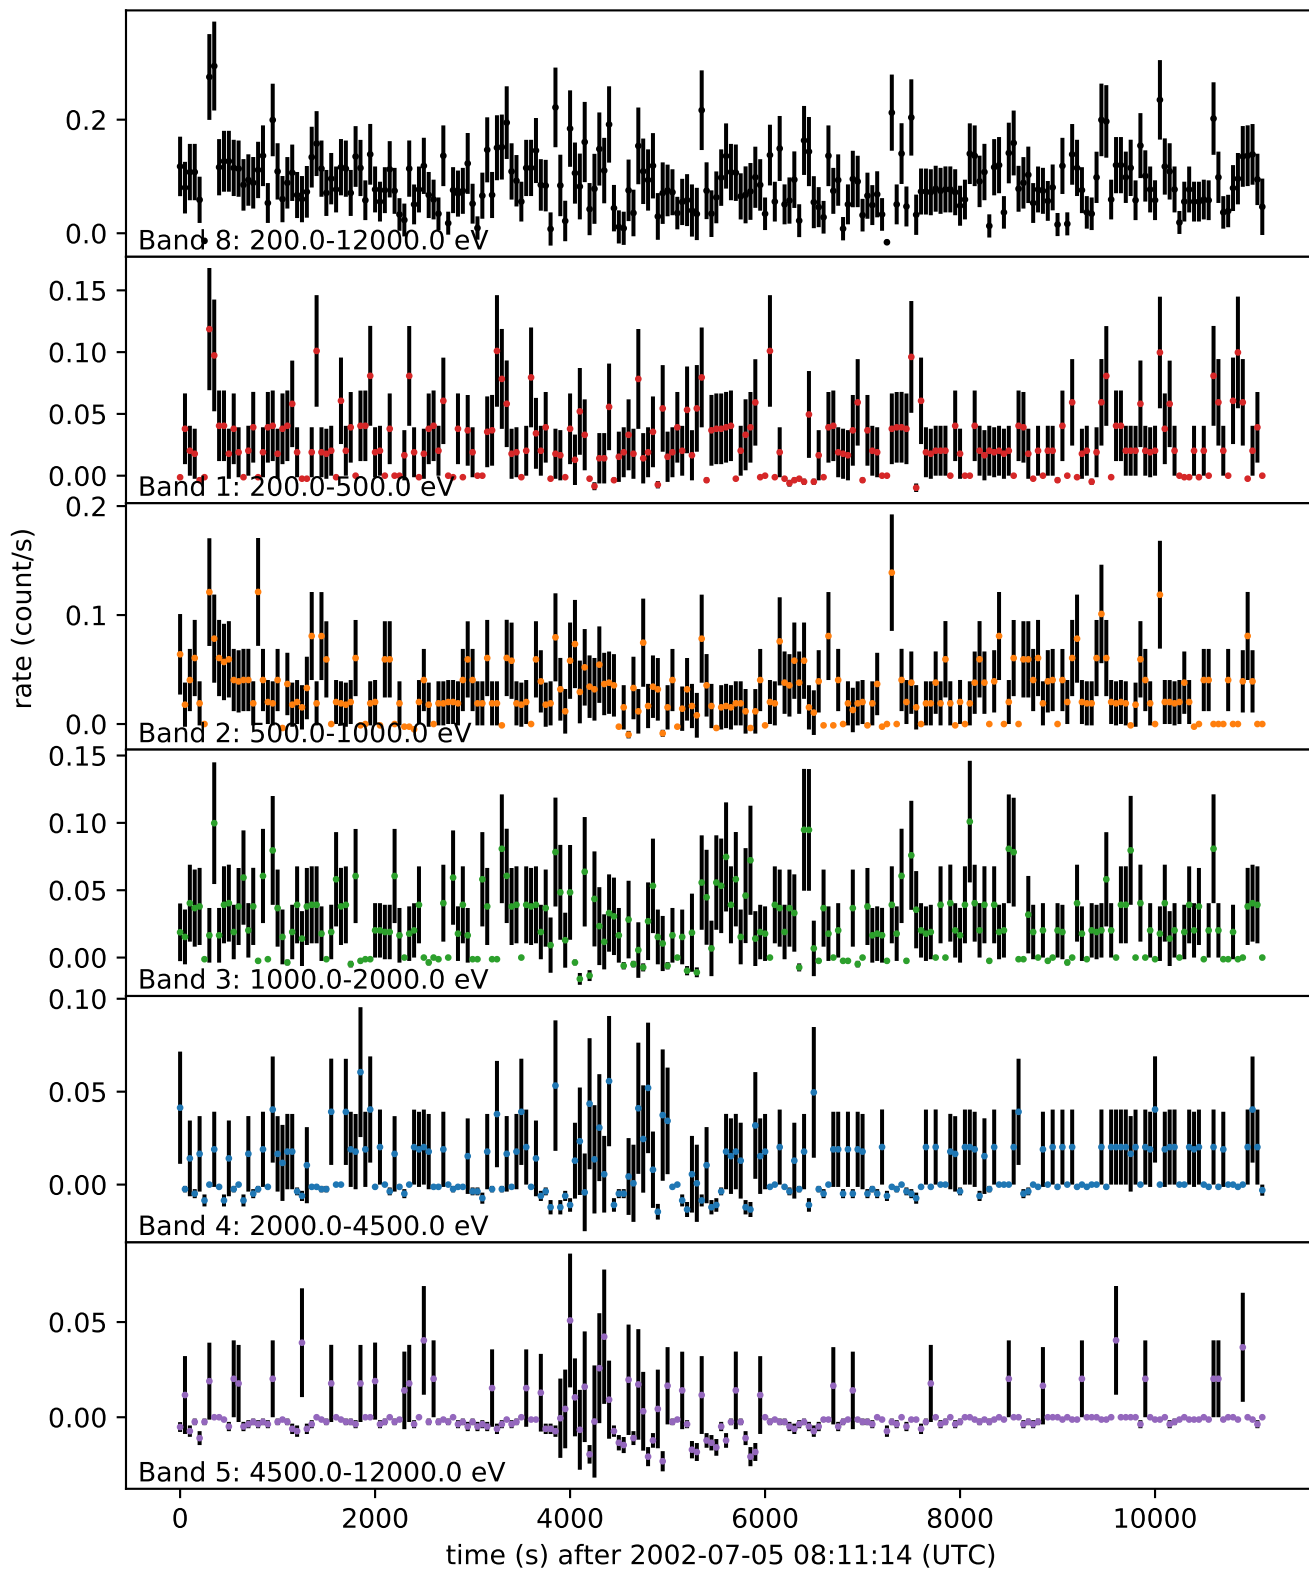 0.2
0.0
Band 8: 200.0-12000.0 eV
0.15
0.10
0.05
0.00
Band 1: 200.0-500.0 eV
0.2
0.1
0.0
Band 2: 500.0-1000.0 eV
rate (count/s)
0.15
0.10
0.05
0.00
Band 3: 1000.0-2000.0 eV
0.10
0.05
0.00
Band 4: 2000.0-4500.0 eV
0.05
0.00
Band 5: 4500.0-12000.0 eV
0 2000 4000 6000 8000 10000
time (s) after 2002-07-05 08:11:14 (UTC)